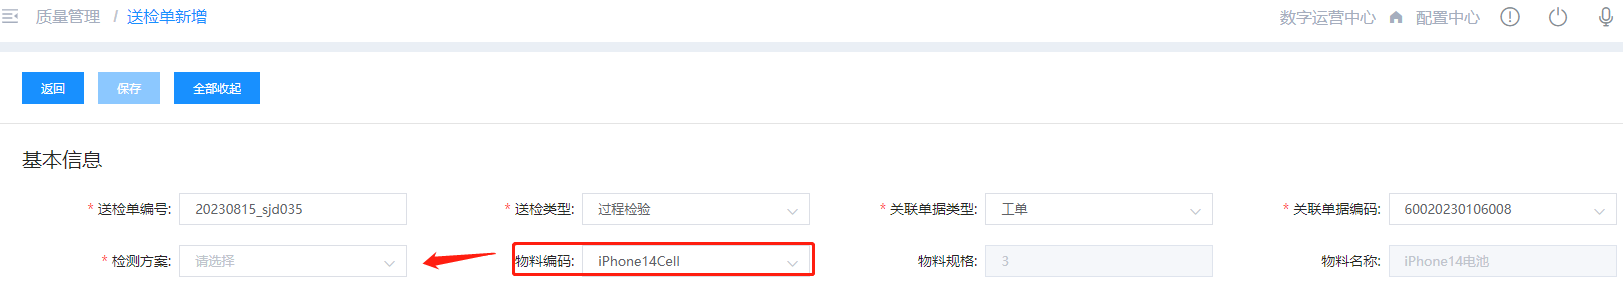 质量管理 / 送检单新增 数字运营中心 配置中心
返回 保存 全部收起
基本信息
* 送检单编号: 20230815_sjd035 * 送检类型: 过程检验 * 关联单据类型: 工单 * 关联单据编码: 60020230106008
* 检测方案: 请选择 物料编码: iPhone14Cell 物料规格: 3 物料名称: iPhone14电池